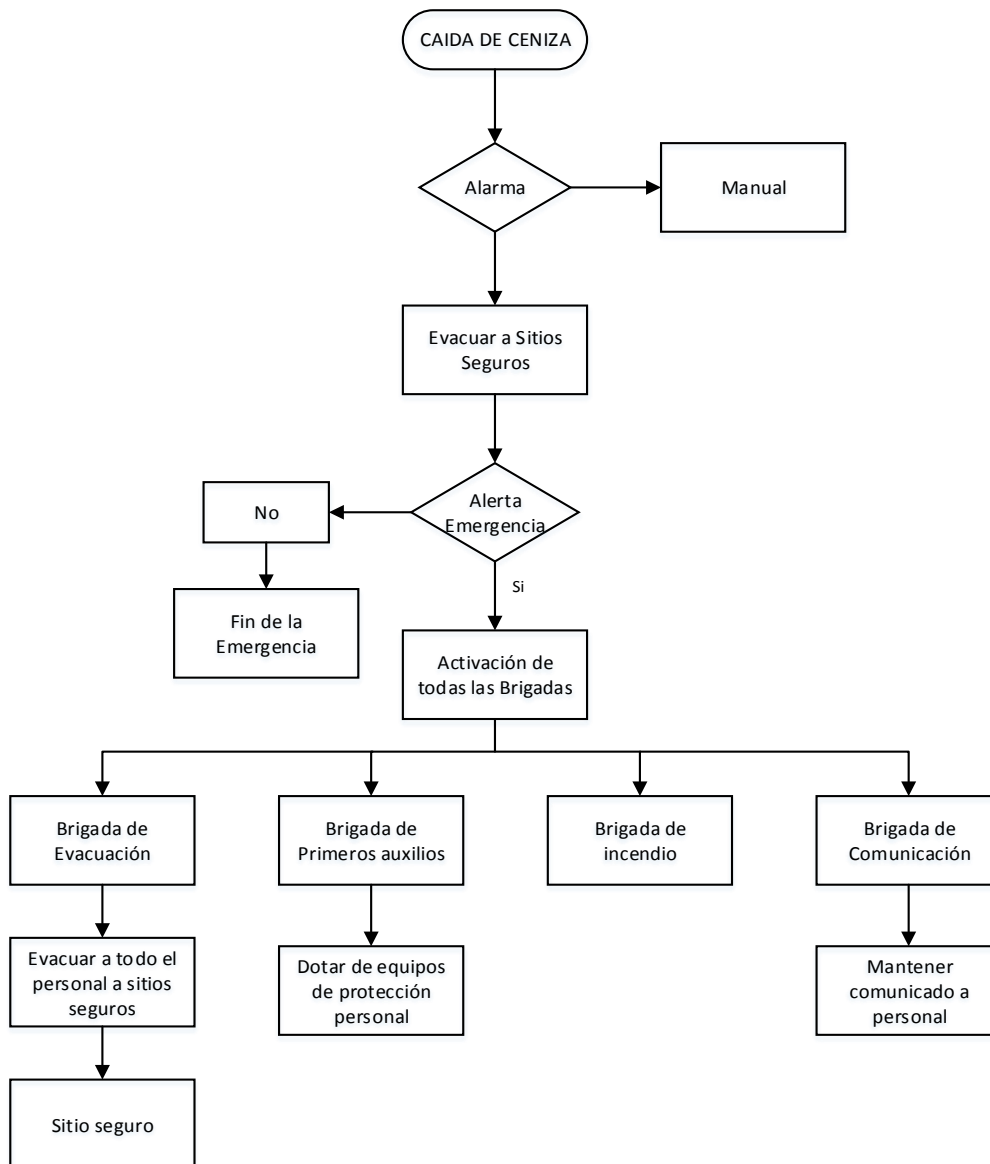 CAIDA DE CENIZA
Alarma
Manual
Evacuar a Sitios
Seguros
Alerta
Emergencia
No
Si
Fin de la
Emergencia
Activación de
todas las Brigadas
Brigada de
Evacuación
Brigada de
Primeros auxilios
Brigada de
incendio
Brigada de
Comunicación
Evacuar a todo el
personal a sitios
seguros
Dotar de equipos
de protección
personal
Mantener
comunicado a
personal
Sitio seguro